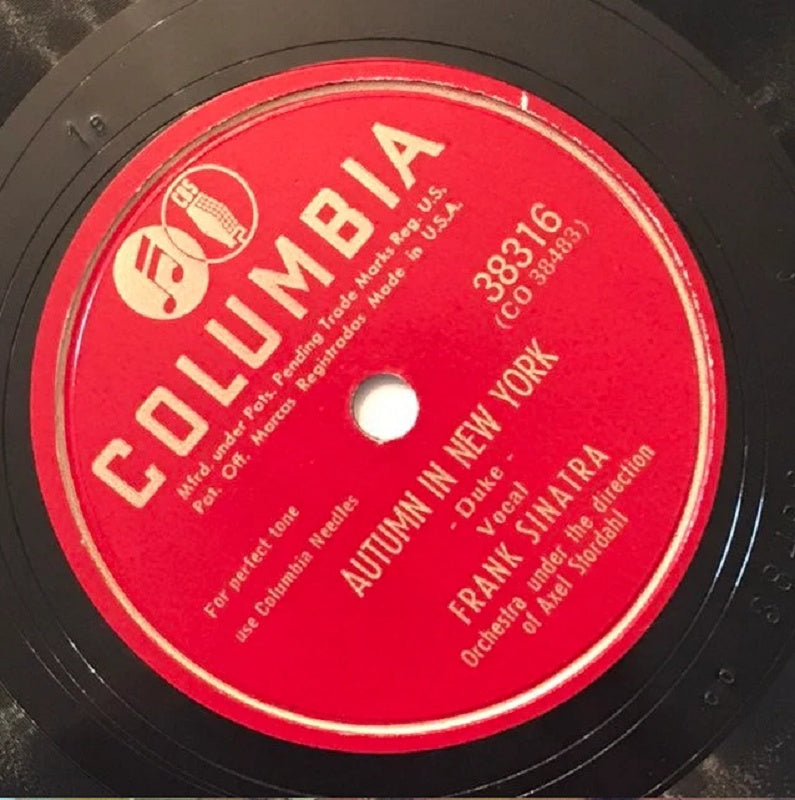 CBS
COLUMBIA
Mfrd. under Pats. Pending Trade Marks Reg. U.S.
Pat. Off. Marcas Registradas Made in U.S.A.
38316
(CO 38483)
For perfect tone
use Columbia Needles
AUTUMN IN NEW YORK
- Duke -
Vocal
FRANK SINATRA
Orchestra under the direction
of Axel Stordahl
19
CO